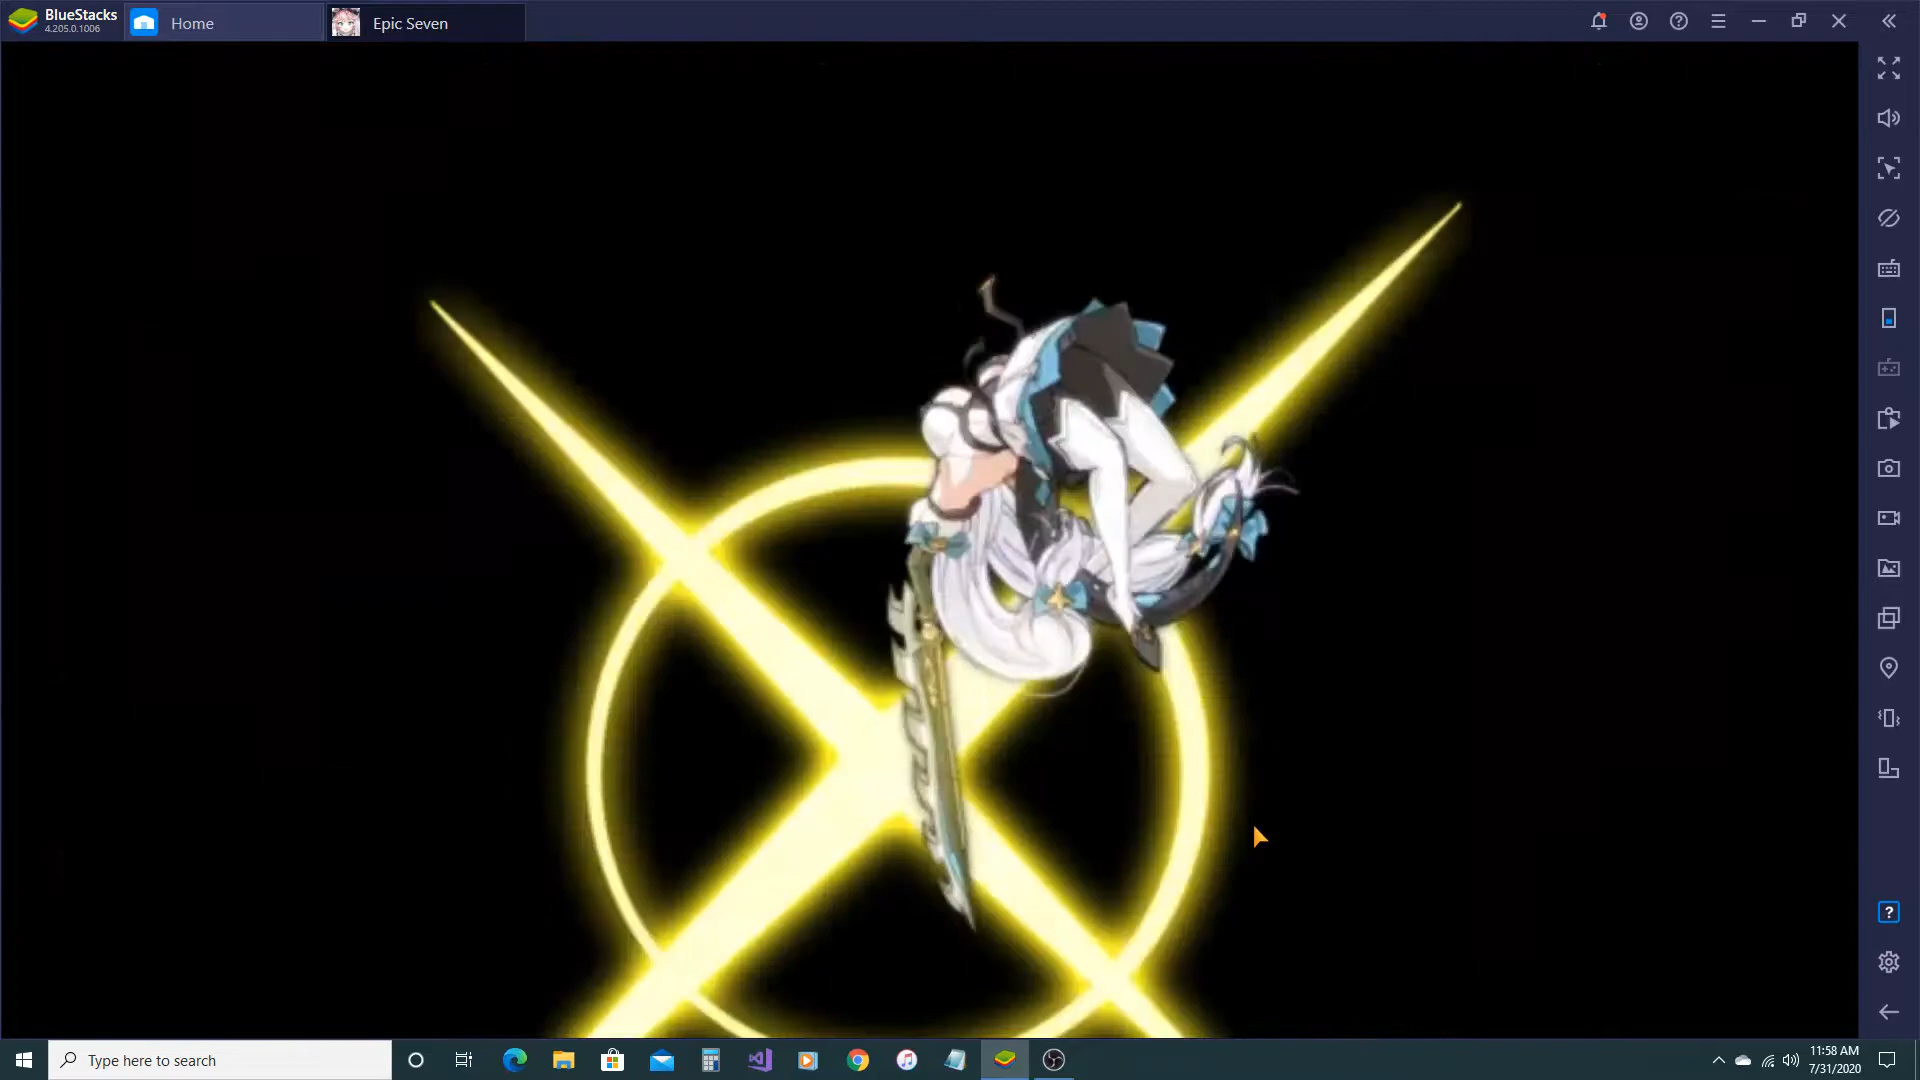 BlueStacks
4.205.0.1006
Home
Epic Seven
Type here to search
11:58 AM
7/31/2020